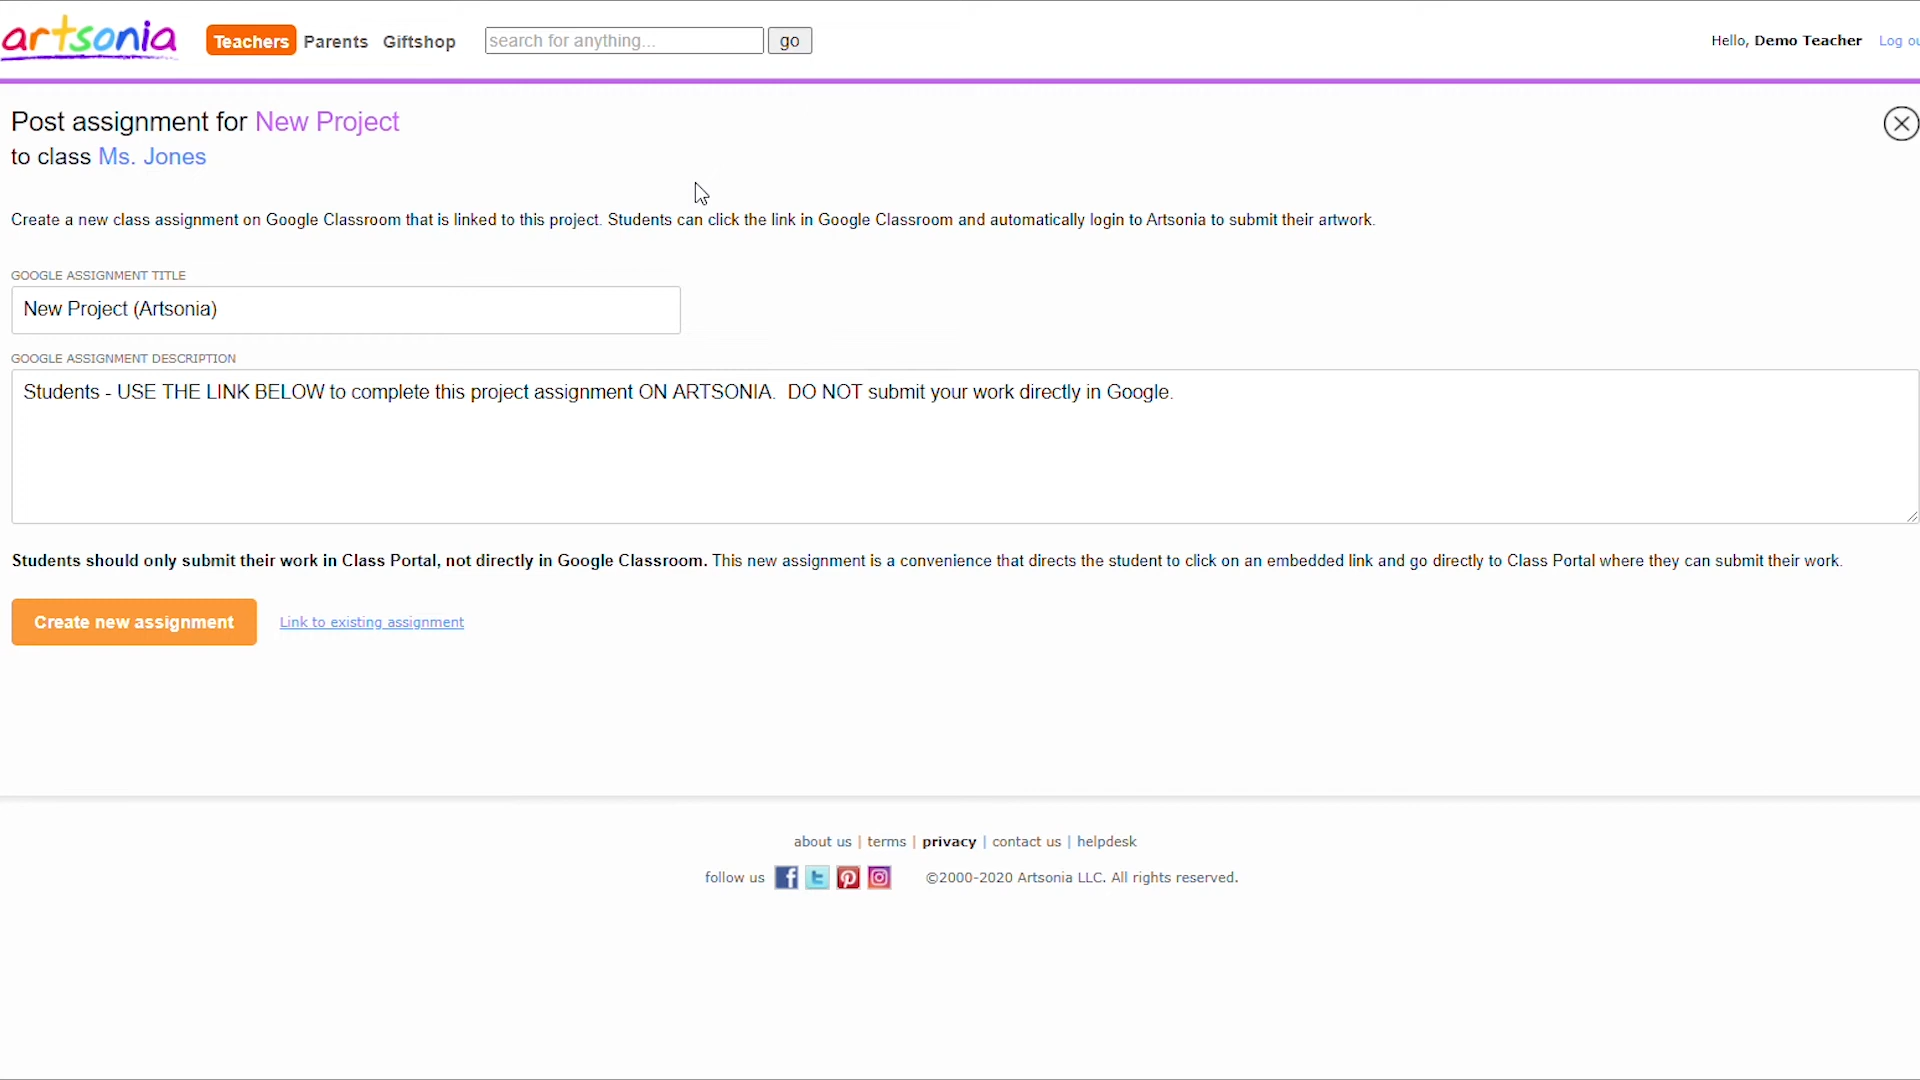 artsonia Teachers Parents Giftshop search for anything... go Hello, Demo Teacher Log ou
Post assignment for New Project
to class Ms. Jones
Create a new class assignment on Google Classroom that is linked to this project. Students can click the link in Google Classroom and automatically login to Artsonia to submit their artwork.
GOOGLE ASSIGNMENT TITLE
New Project (Artsonia)
GOOGLE ASSIGNMENT DESCRIPTION
Students - USE THE LINK BELOW to complete this project assignment ON ARTSONIA. DO NOT submit your work directly in Google.
Students should only submit their work in Class Portal, not directly in Google Classroom. This new assignment is a convenience that directs the student to click on an embedded link and go directly to Class Portal where they can submit their work.
Create new assignment Link to existing assignment
about us | terms | privacy | contact us | helpdesk
follow us ©2000-2020 Artsonia LLC. All rights reserved.